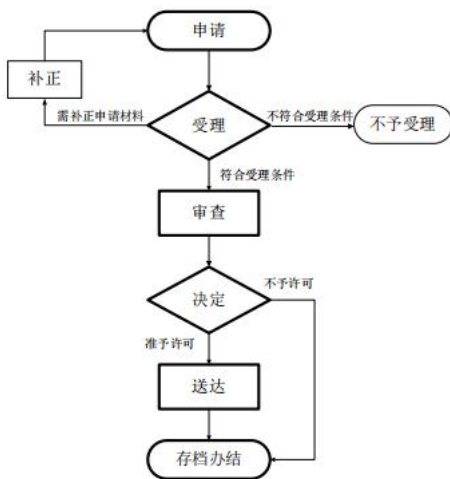 申请
补正
需补正申请材料
受理
不符合受理条件
不予受理
符合受理条件
审查
决定
不予许可
准予许可
送达
存档办结